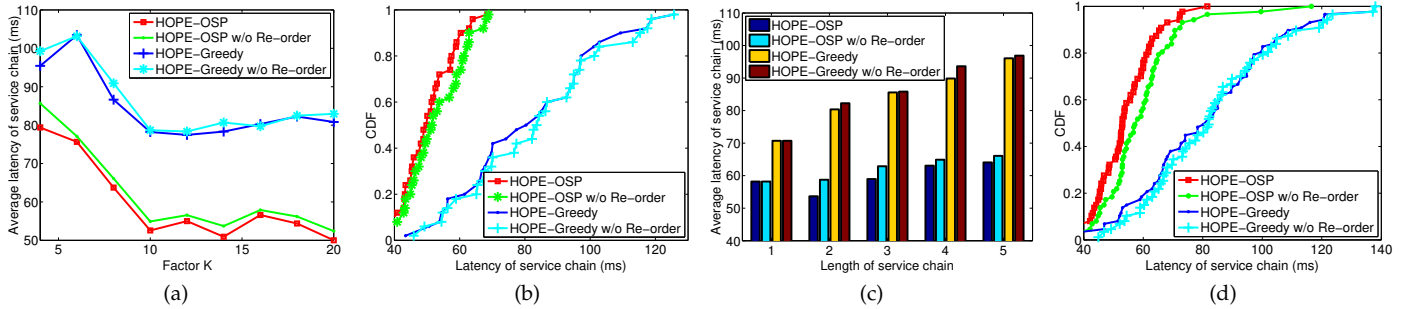 Average latency of service chain (ms)
110
100
90
80
70
60
50
5
10
15
20
Factor K
HOPE-OSP
HOPE-OSP w/o Re-order
HOPE-Greedy
HOPE-Greedy w/o Re-order
(a)
CDF
1
0.8
0.6
0.4
0.2
0
40
60
80
100
120
Latency of service chain (ms)
HOPE-OSP
HOPE-OSP w/o Re-order
HOPE-Greedy
HOPE-Greedy w/o Re-order
(b)
Average latency of service chain (ms)
110
100
90
80
70
60
50
40
1
2
3
4
5
Length of service chain
HOPE-OSP
HOPE-OSP w/o Re-order
HOPE-Greedy
HOPE-Greedy w/o Re-order
(c)
CDF
1
0.8
0.6
0.4
0.2
0
40
60
80
100
120
140
Latency of service chain (ms)
HOPE-OSP
HOPE-OSP w/o Re-order
HOPE-Greedy
HOPE-Greedy w/o Re-order
(d)